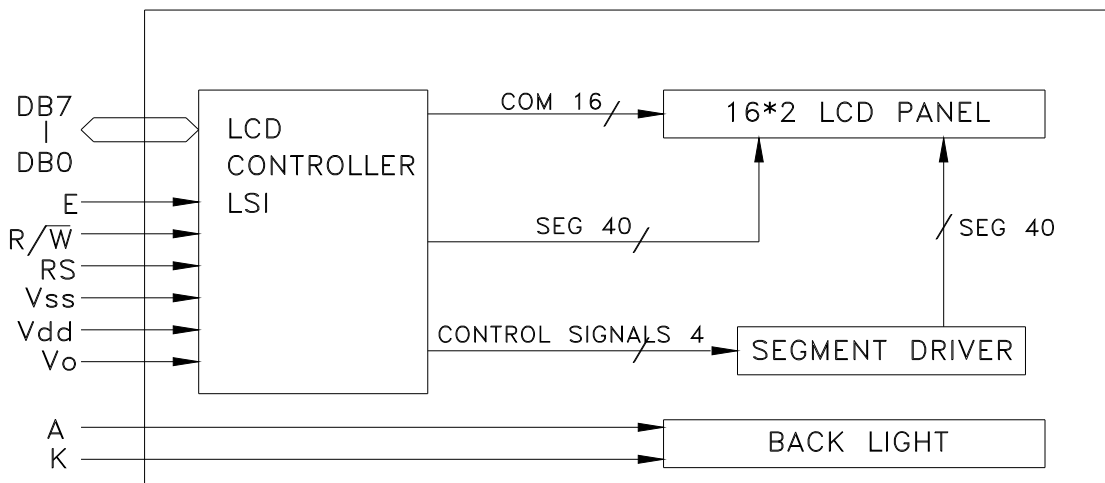 DB7
DB0
E
R/W̅
RS
Vss
Vdd
Vo
A
K
LCD
CONTROLLER
LSI
COM 16
16*2 LCD PANEL
SEG 40
SEG 40
CONTROL SIGNALS 4
SEGMENT DRIVER
BACK LIGHT